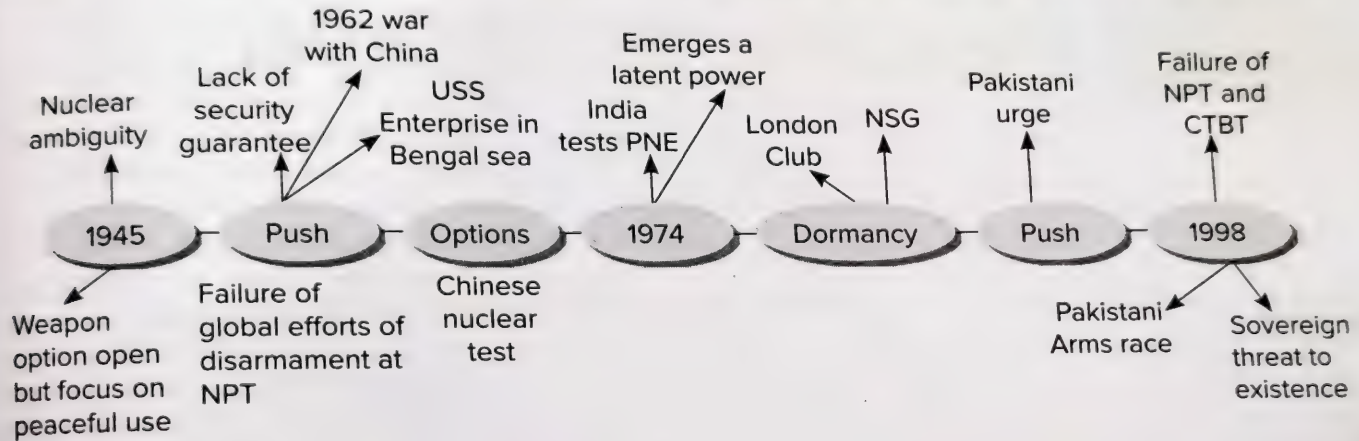 Nuclear
ambiguity
Lack of
security
guarantee
1962 war
with China
USS
Enterprise in
Bengal sea
India
tests PNE
Emerges a
latent power
London
Club
NSG
Pakistani
urge
Failure of
NPT and
CTBT
1945
Push
Options
1974
Dormancy
Push
1998
Weapon
option open
but focus on
peaceful use
Failure of
global efforts of
disarmament at
NPT
Chinese
nuclear
test
Pakistani
Arms race
Sovereign
threat to
existence